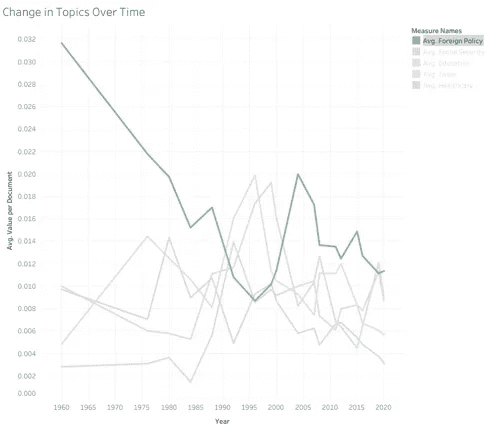 Change in Topics Over Time
Measure Names
Avg. Foreign Policy
Avg. Social Security
Avg. Education
Avg. Healthcare
0.032
0.030
0.028
0.026
0.024
0.022
0.020
0.018
0.016
0.014
0.012
0.010
0.008
0.006
0.004
0.002
0.000
Avg. Value per Document
1960 1965 1970 1975 1980 1985 1990 1995 2000 2005 2010 2015 2020
Year